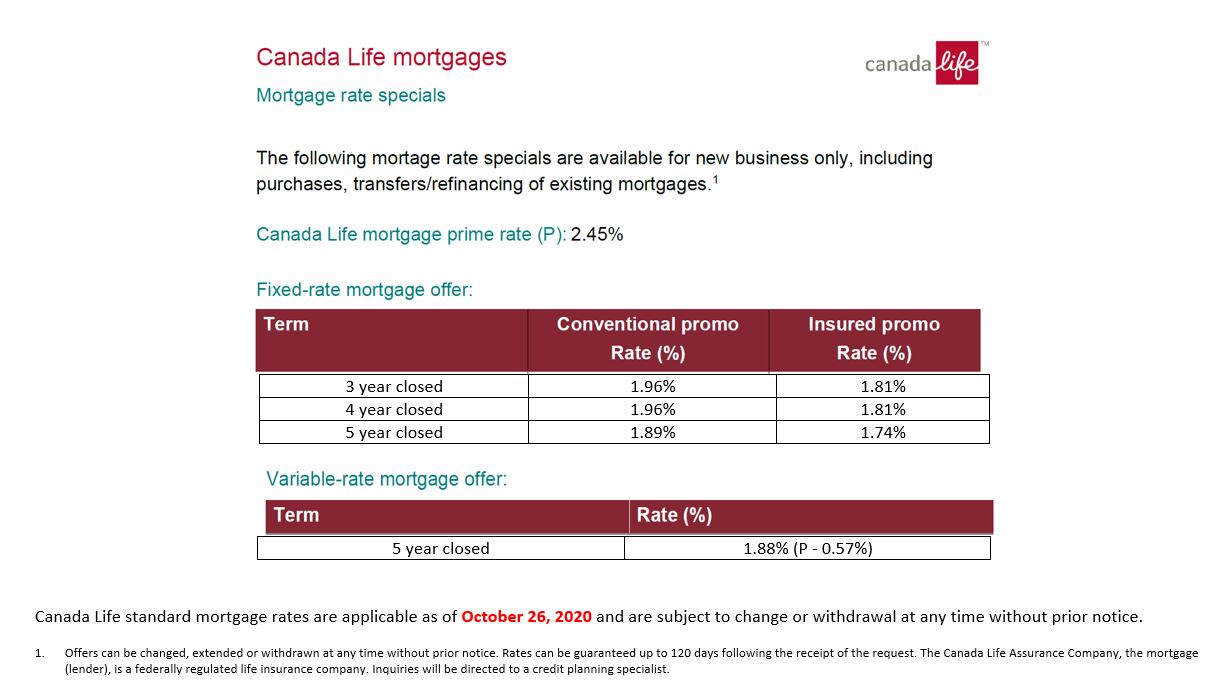 Canada Life mortgages
canada life TM
Mortgage rate specials
The following mortage rate specials are available for new business only, including
purchases, transfers/refinancing of existing mortgages.1
Canada Life mortgage prime rate (P): 2.45%
Fixed-rate mortgage offer:
Term Conventional promo Rate (%) Insured promo Rate (%)
3 year closed 1.96% 1.81%
4 year closed 1.96% 1.81%
5 year closed 1.89% 1.74%
Variable-rate mortgage offer:
Term Rate (%)
5 year closed 1.88% (P - 0.57%)
Canada Life standard mortgage rates are applicable as of October 26, 2020 and are subject to change or withdrawal at any time without prior notice.
1. Offers can be changed, extended or withdrawn at any time without prior notice. Rates can be guaranteed up to 120 days following the receipt of the request. The Canada Life Assurance Company, the mortgage
(lender), is a federally regulated life insurance company. Inquiries will be directed to a credit planning specialist.